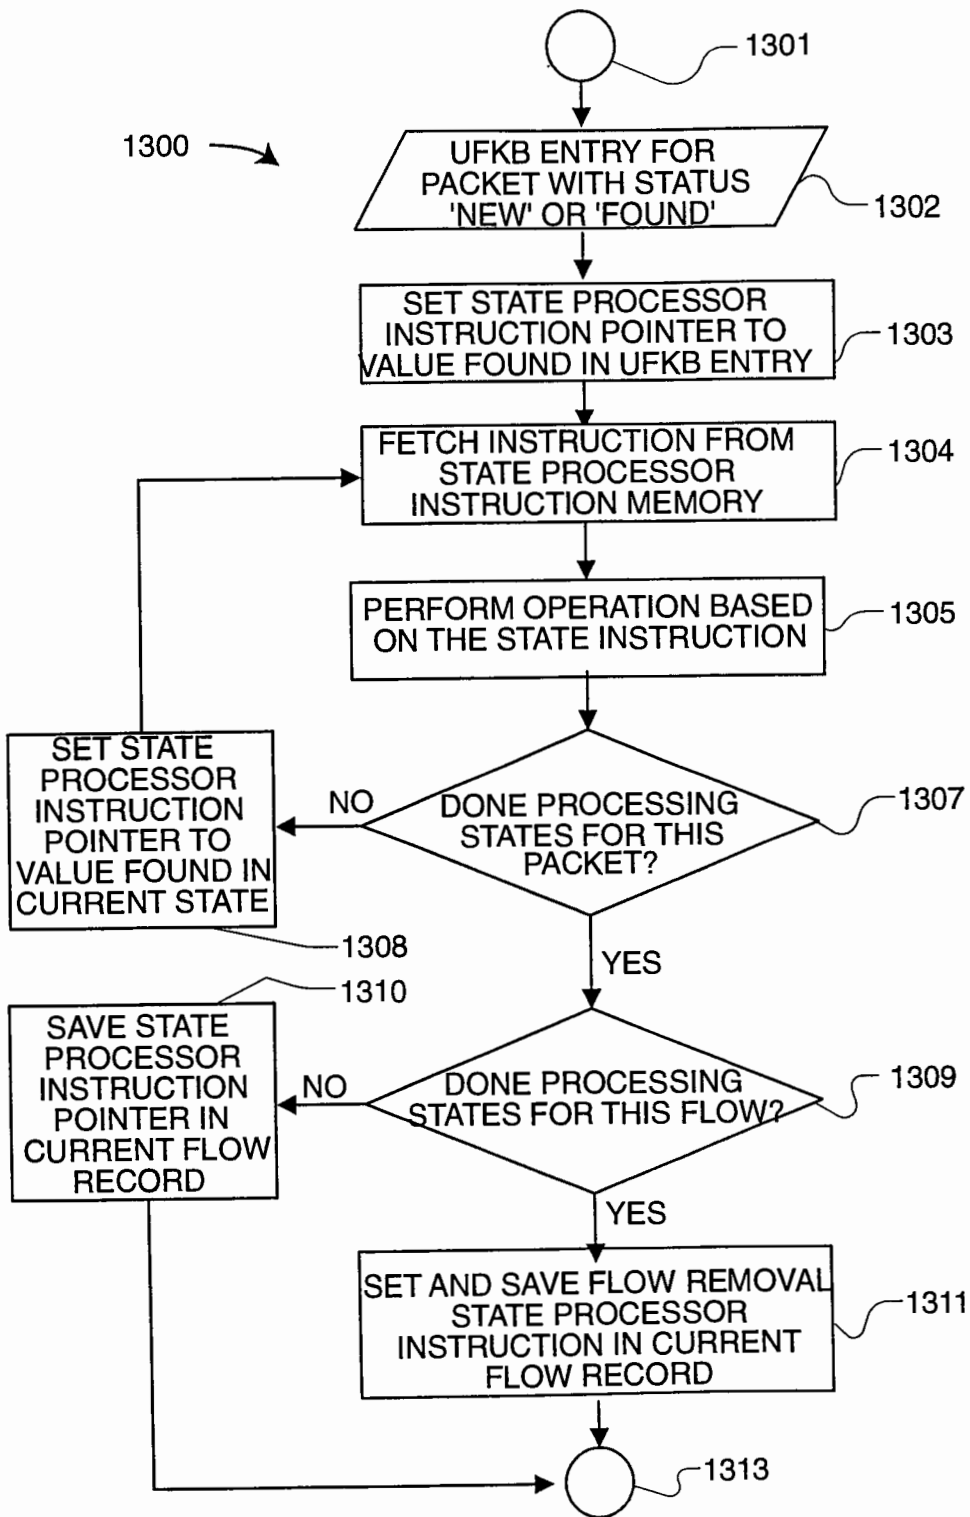 1301
1300
UFKB ENTRY FOR
PACKET WITH STATUS
'NEW' OR 'FOUND'
1302
SET STATE PROCESSOR
INSTRUCTION POINTER TO
VALUE FOUND IN UFKB ENTRY
1303
FETCH INSTRUCTION FROM
STATE PROCESSOR
INSTRUCTION MEMORY
1304
PERFORM OPERATION BASED
ON THE STATE INSTRUCTION
1305
DONE PROCESSING
STATES FOR THIS
PACKET?
1307
NO
SET STATE
PROCESSOR
INSTRUCTION
POINTER TO
VALUE FOUND IN
CURRENT STATE
1308
YES
1310
SAVE STATE
PROCESSOR
INSTRUCTION
POINTER IN
CURRENT FLOW
RECORD
NO
DONE PROCESSING
STATES FOR THIS FLOW?
1309
YES
SET AND SAVE FLOW REMOVAL
STATE PROCESSOR
INSTRUCTION IN CURRENT
FLOW RECORD
1311
1313